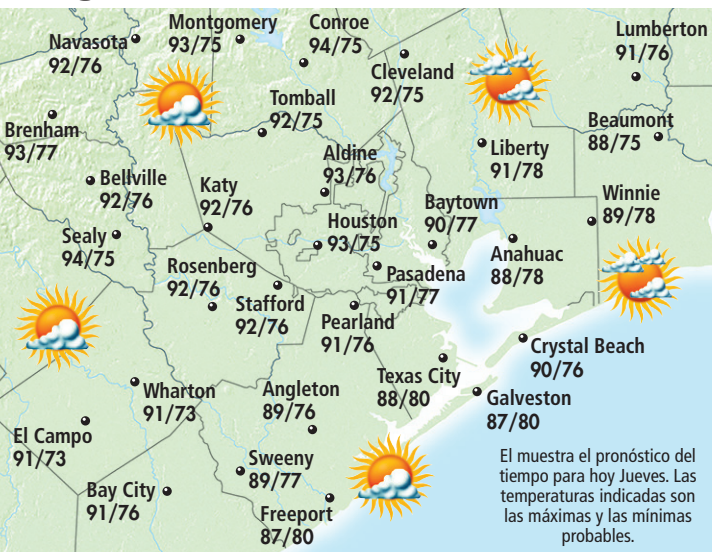 Montgomery
93/75
Conroe
94/75
Lumberton
91/76
Navasota
92/76
Cleveland
92/75
Tomball
92/75
Beaumont
88/75
Brenham
93/77
Liberty
91/78
Aldine
93/76
Bellville
92/76
Katy
92/76
Baytown
90/77
Winnie
89/78
Houston
93/75
Sealy
94/75
Anahuac
88/78
Rosenberg
92/76
Pasadena
91/77
Stafford
92/76
Pearland
91/76
Crystal Beach
90/76
Texas City
88/80
Wharton
91/73
Angleton
89/76
Galveston
87/80
El Campo
91/73
Sweeny
89/77
Bay City
91/76
Freeport
87/80
El muestra el pronóstico del
tiempo para hoy Jueves. Las
temperaturas indicadas son
las máximas y las mínimas
probables.